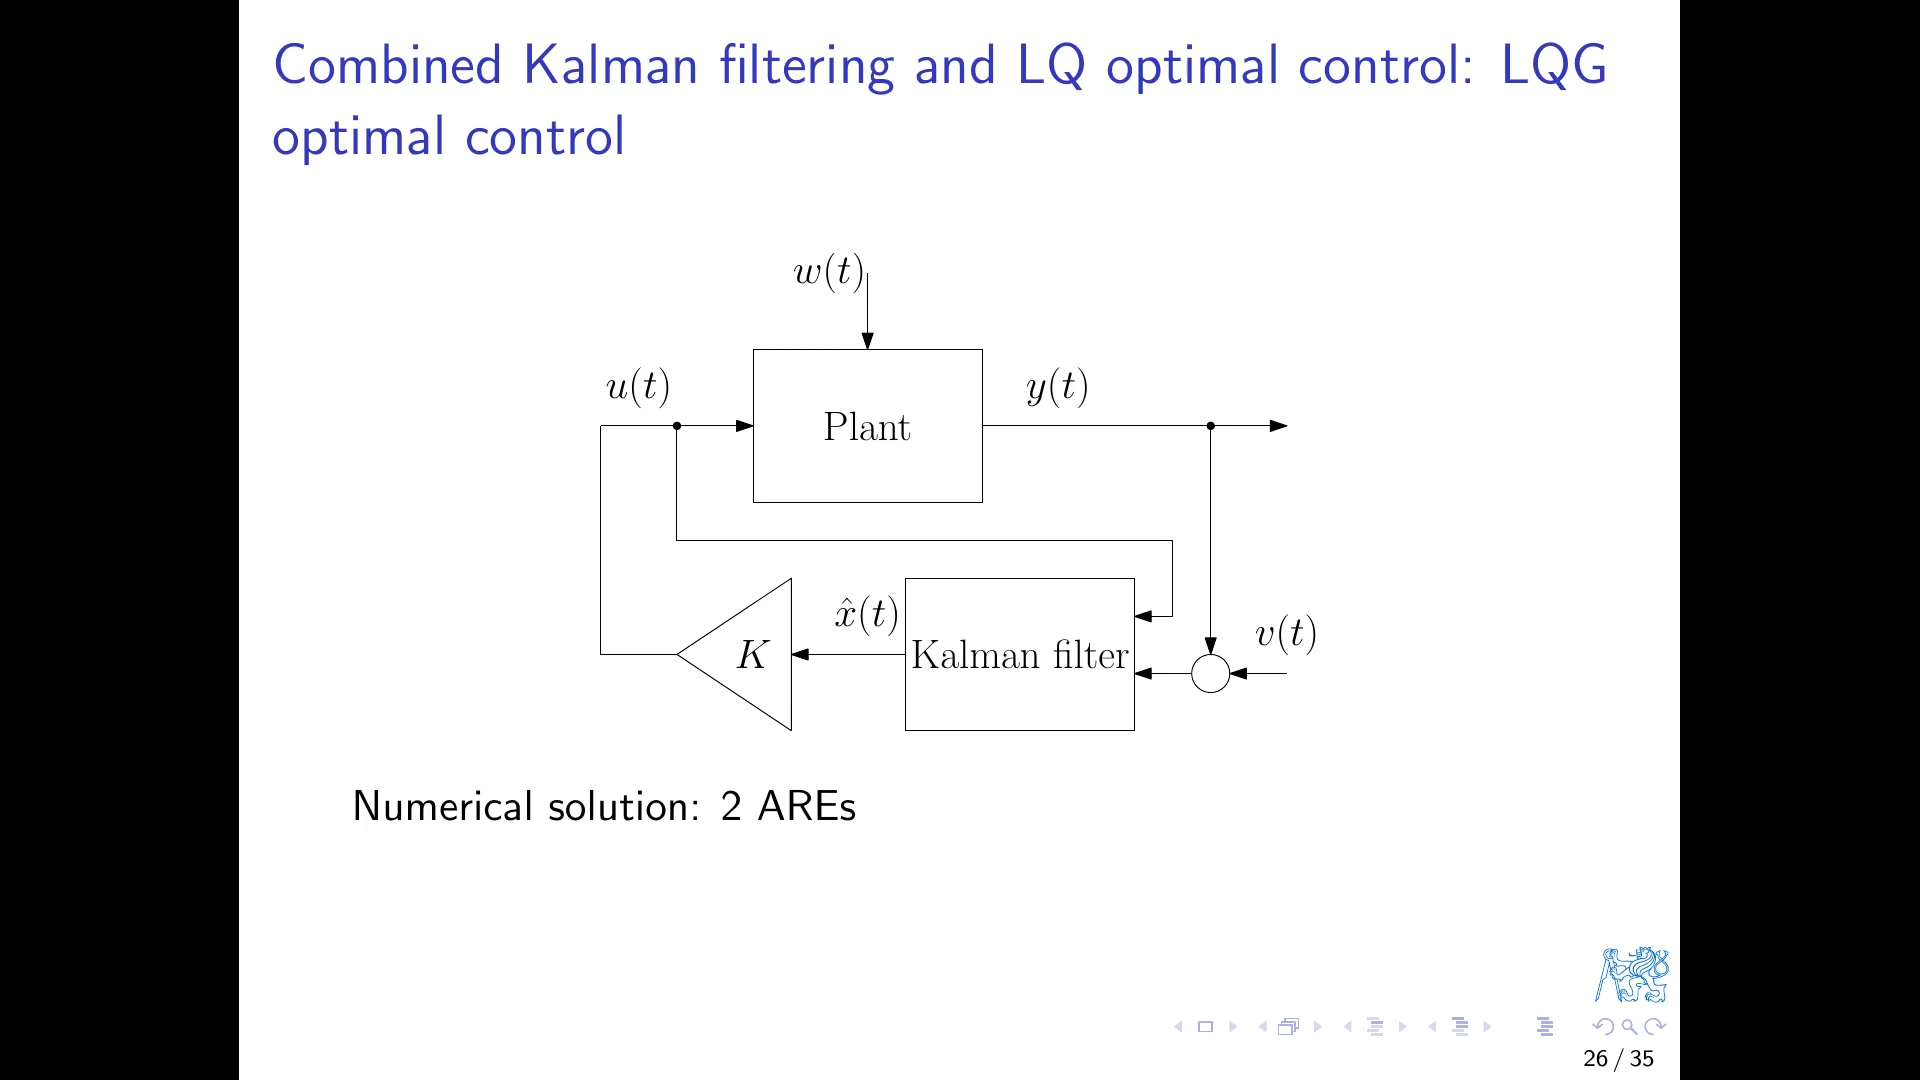 Combined Kalman filtering and LQ optimal control: LQG
optimal control
w(t)
u(t)
y(t)
Plant
x̂(t)
v(t)
K
Kalman filter
Numerical solution: 2 AREs
26 / 35